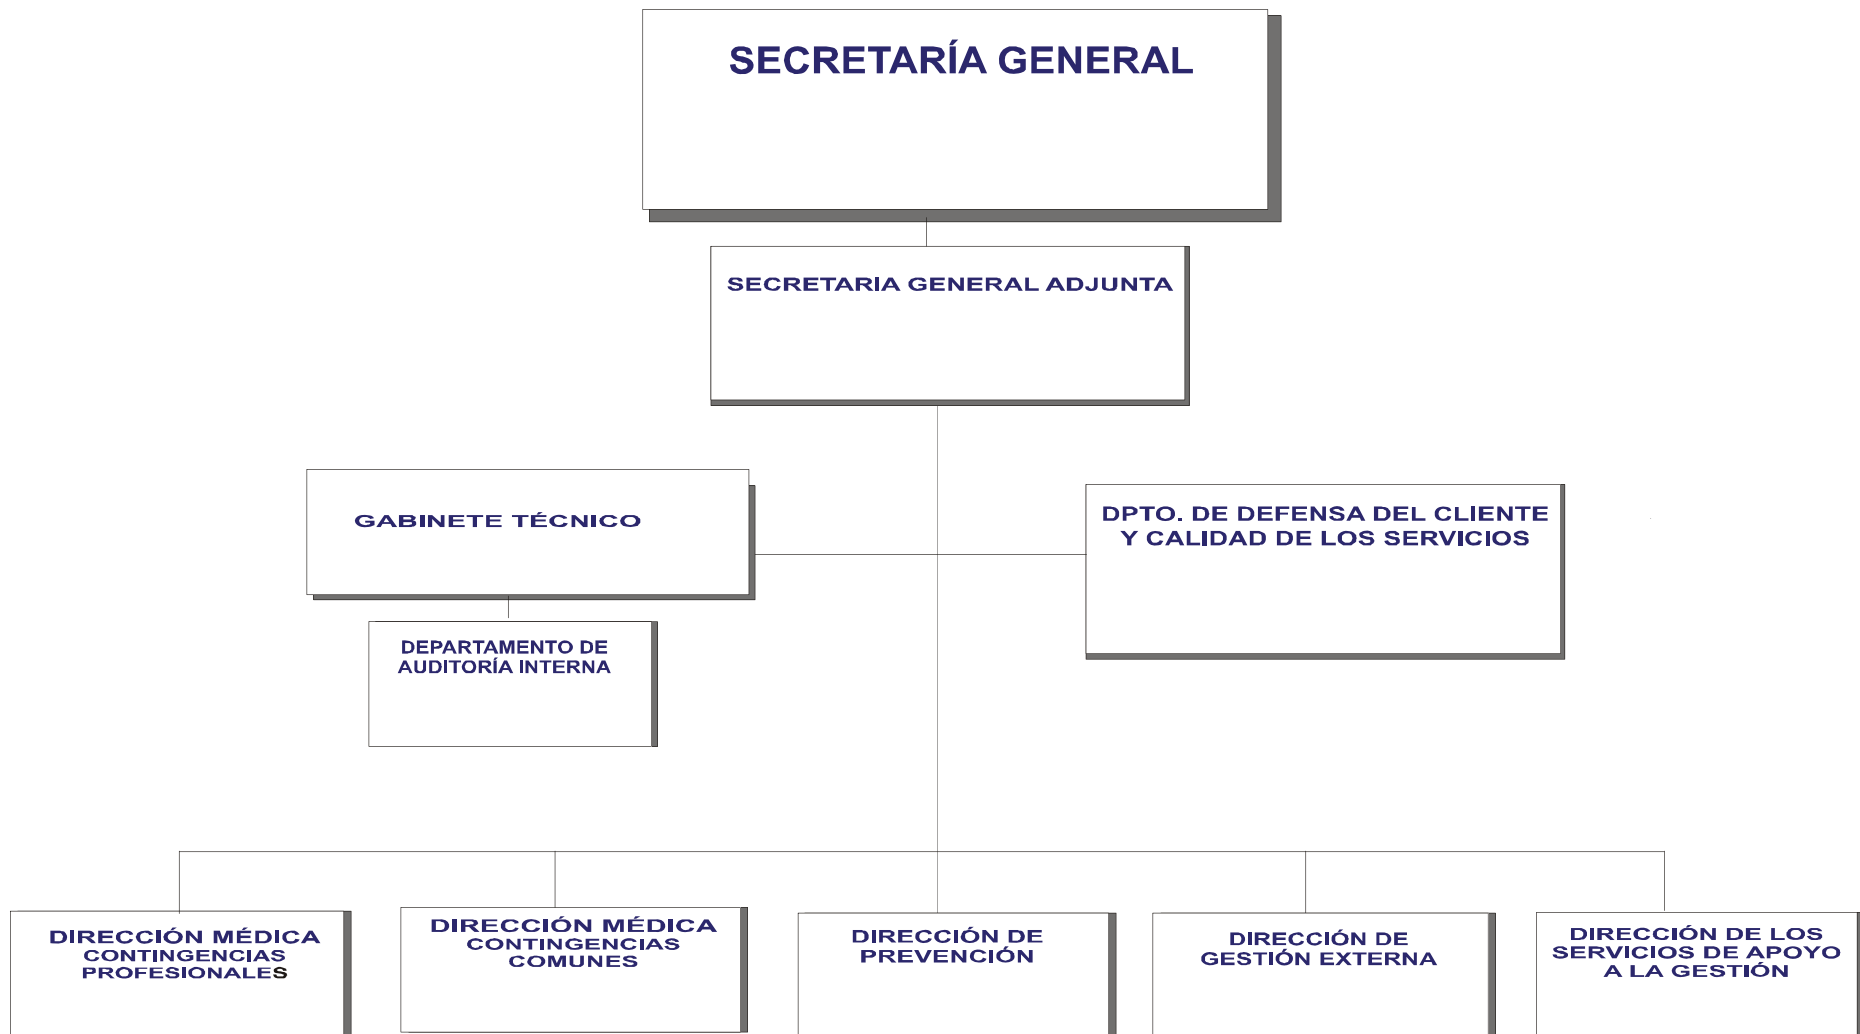 SECRETARÍA GENERAL
SECRETARÍA GENERAL ADJUNTA
GABINETE TÉCNICO
DPTO. DE DEFENSA DEL CLIENTE
Y CALIDAD DE LOS SERVICIOS
DEPARTAMENTO DE
AUDITORÍA INTERNA
DIRECCIÓN MÉDICA
CONTINGENCIAS
PROFESIONALES
DIRECCIÓN MÉDICA
CONTINGENCIAS
COMUNES
DIRECCIÓN DE
PREVENCIÓN
DIRECCIÓN DE
GESTIÓN EXTERNA
DIRECCIÓN DE LOS
SERVICIOS DE APOYO
A LA GESTIÓN